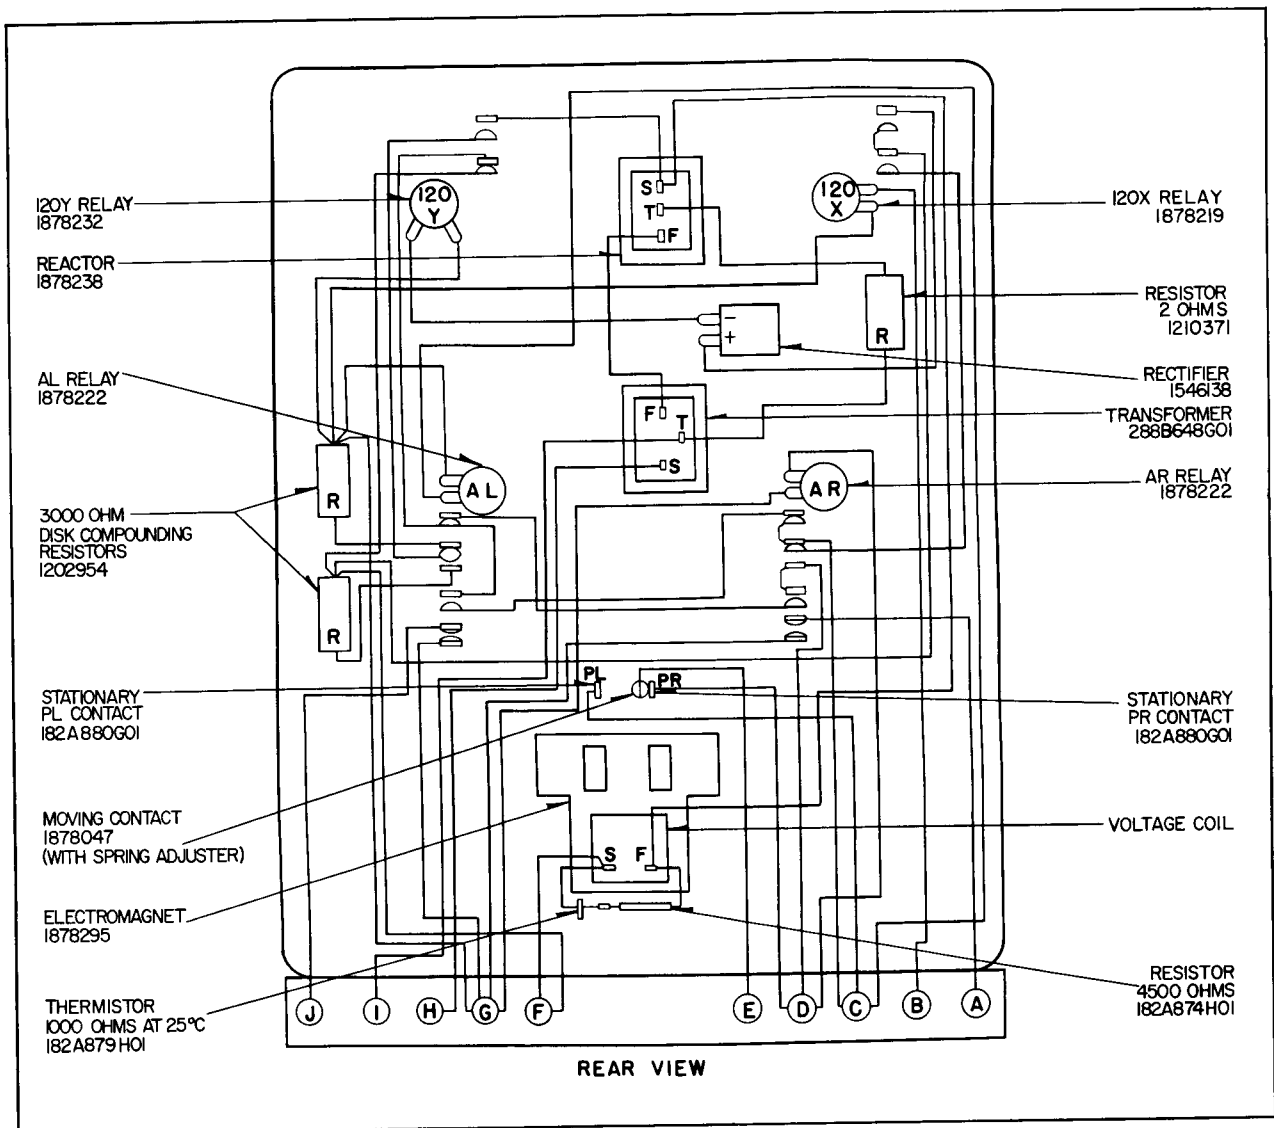 120Y RELAY
1878232
REACTOR
1878238
AL RELAY
1878222
3000 OHM
DISK COMPOUNDING
RESISTORS
1202954
STATIONARY
PL CONTACT
182A880G01
MOVING CONTACT
1878047
(WITH SPRING ADJUSTER)
ELECTROMAGNET
1878295
THERMISTOR
1000 OHMS AT 25°C
182A879H01
120
Y
S
T
F
120
X
-
+
R
F
T
S
AL
AR
R
R
PL
PR
S
F
120X RELAY
1878219
RESISTOR
2 OHMS
1210371
RECTIFIER
1546138
TRANSFORMER
288B648G01
AR RELAY
1878222
STATIONARY
PR CONTACT
182A880G01
VOLTAGE COIL
RESISTOR
4500 OHMS
182A874H01
J I H G F E D C B A
REAR VIEW